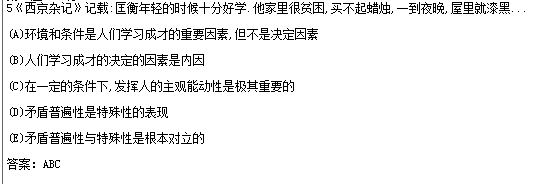 5《西京杂记》记载:匡衡年轻的时候十分好学.他家里很贫困,买不起蜡烛,一到夜晚,屋里就漆黑...
(A)环境和条件是人们学习成才的重要因素,但不是决定因素
(B)人们学习成才的决定的因素是内因
(C)在一定的条件下,发挥人的主观能动性是极其重要的
(D)矛盾普遍性是特殊性的表现
(E)矛盾普遍性与特殊性是根本对立的
答案: ABC